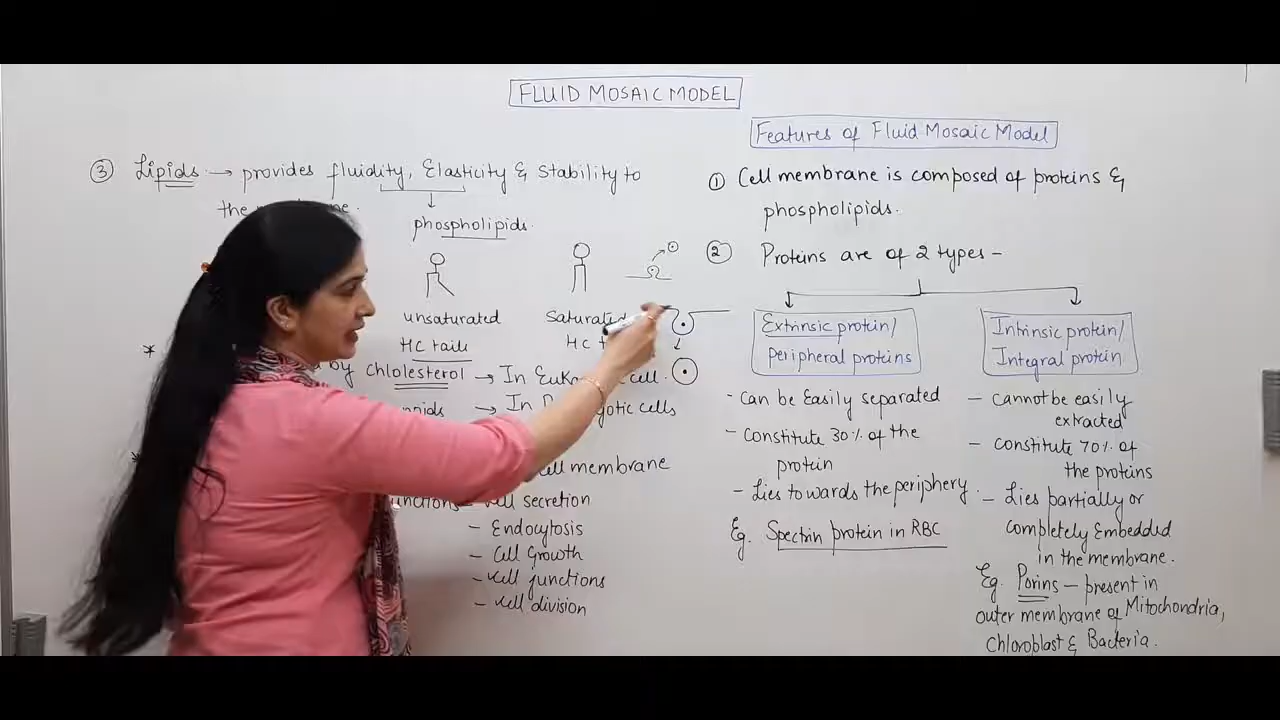 FLUID MOSAIC MODEL
Features of Fluid Mosaic Model
① Cell membrane is composed of proteins &
phospholipids.
② Proteins are of 2 types -
Extrinsic protein/
Peripheral proteins
- can be Easily separated
- Constitute 30% of the
protein
- Lies towards the periphery.
Eg. Spectrin protein in RBC
Intrinsic protein/
Integral protein
- cannot be easily
extracted
- constitute 70% of
the proteins
- Lies partially or
completely Embedded
in the membrane.
Eg. Porins - present in
outer membrane of Mitochondria,
Chloroplast & Bacteria.
③ Lipids → provides fluidity, Elasticity & Stability to
the
phospholipids.
unsaturated
HC tails
Saturated
HC
*
by cholesterol → In cell.
→ In cells
membrane
secretion
- Endocytosis
- Cell Growth
- Cell junctions
- Cell division